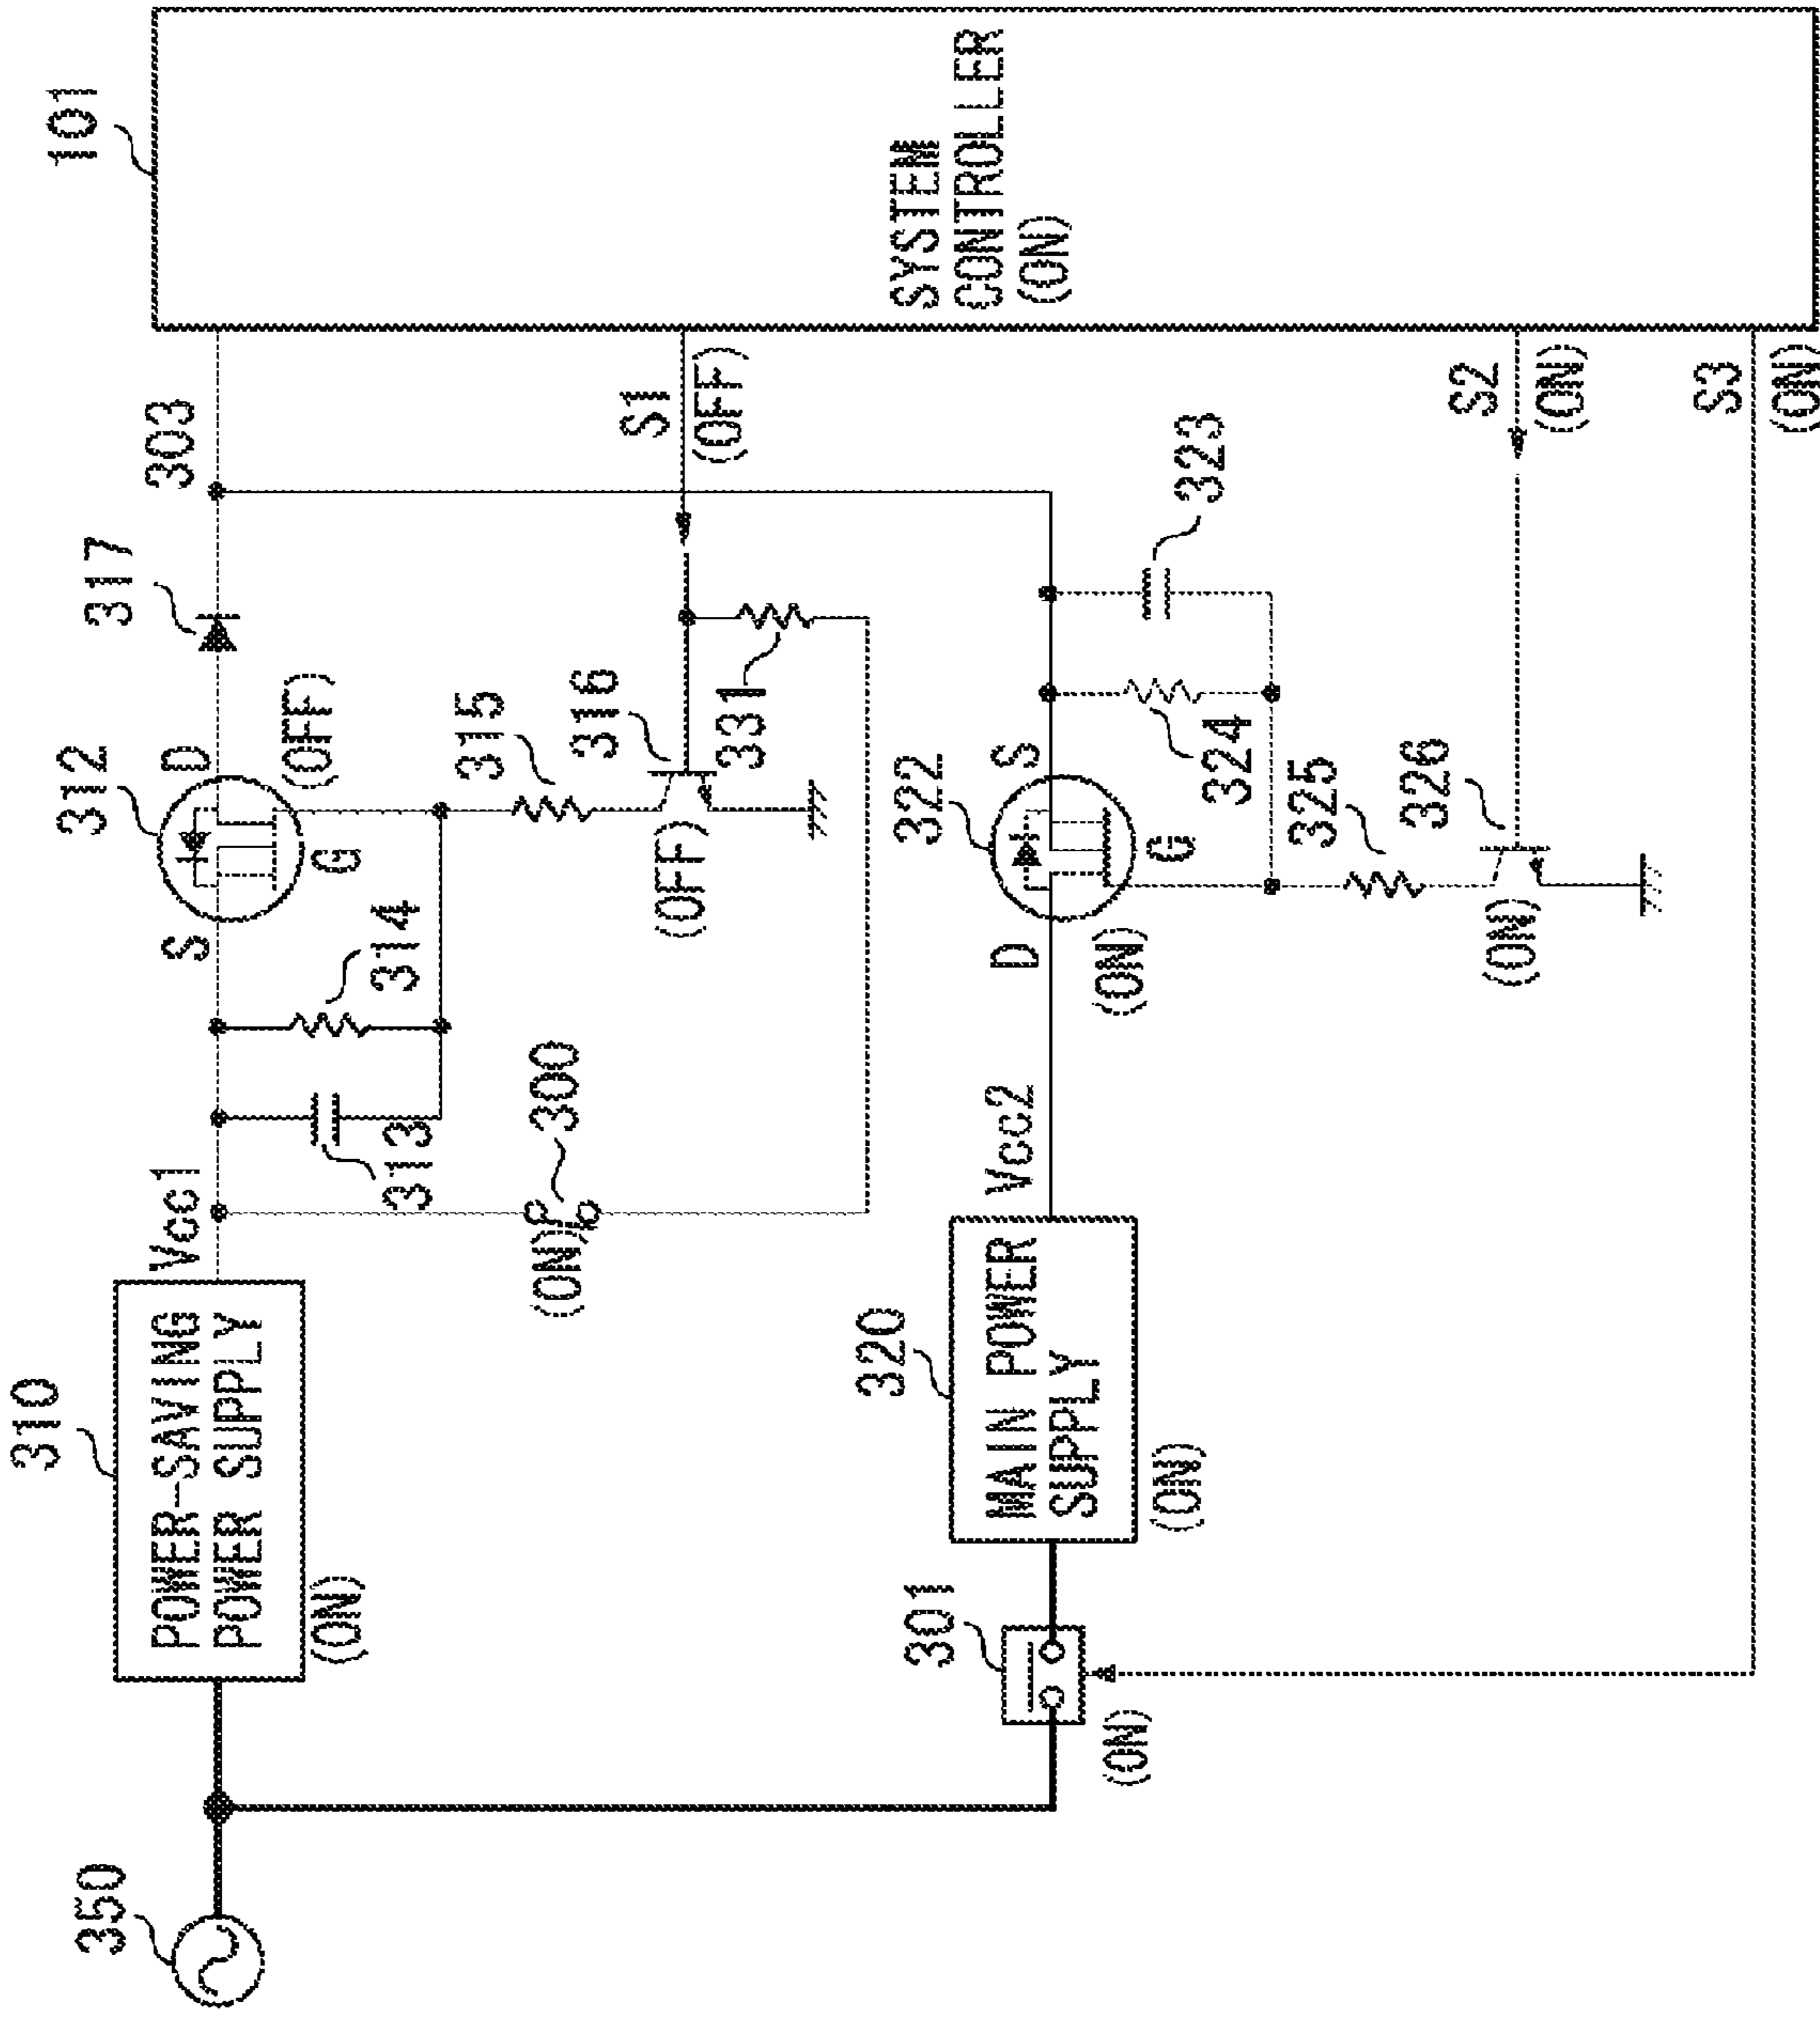 350
310
POWER-SAVING
POWER SUPPLY
(ON)
Vcc1
313
314
S
312
D
G
(OFF)
317
303
101
SYSTEM
CONTROLLER
(ON)
(ON)
300
315
316
(OFF)
331
S1
(OFF)
301
(ON)
320
MAIN POWER
SUPPLY
(ON)
Vcc2
D
322
S
G
(ON)
324
323
325
326
(ON)
S2
(ON)
S3
(ON)